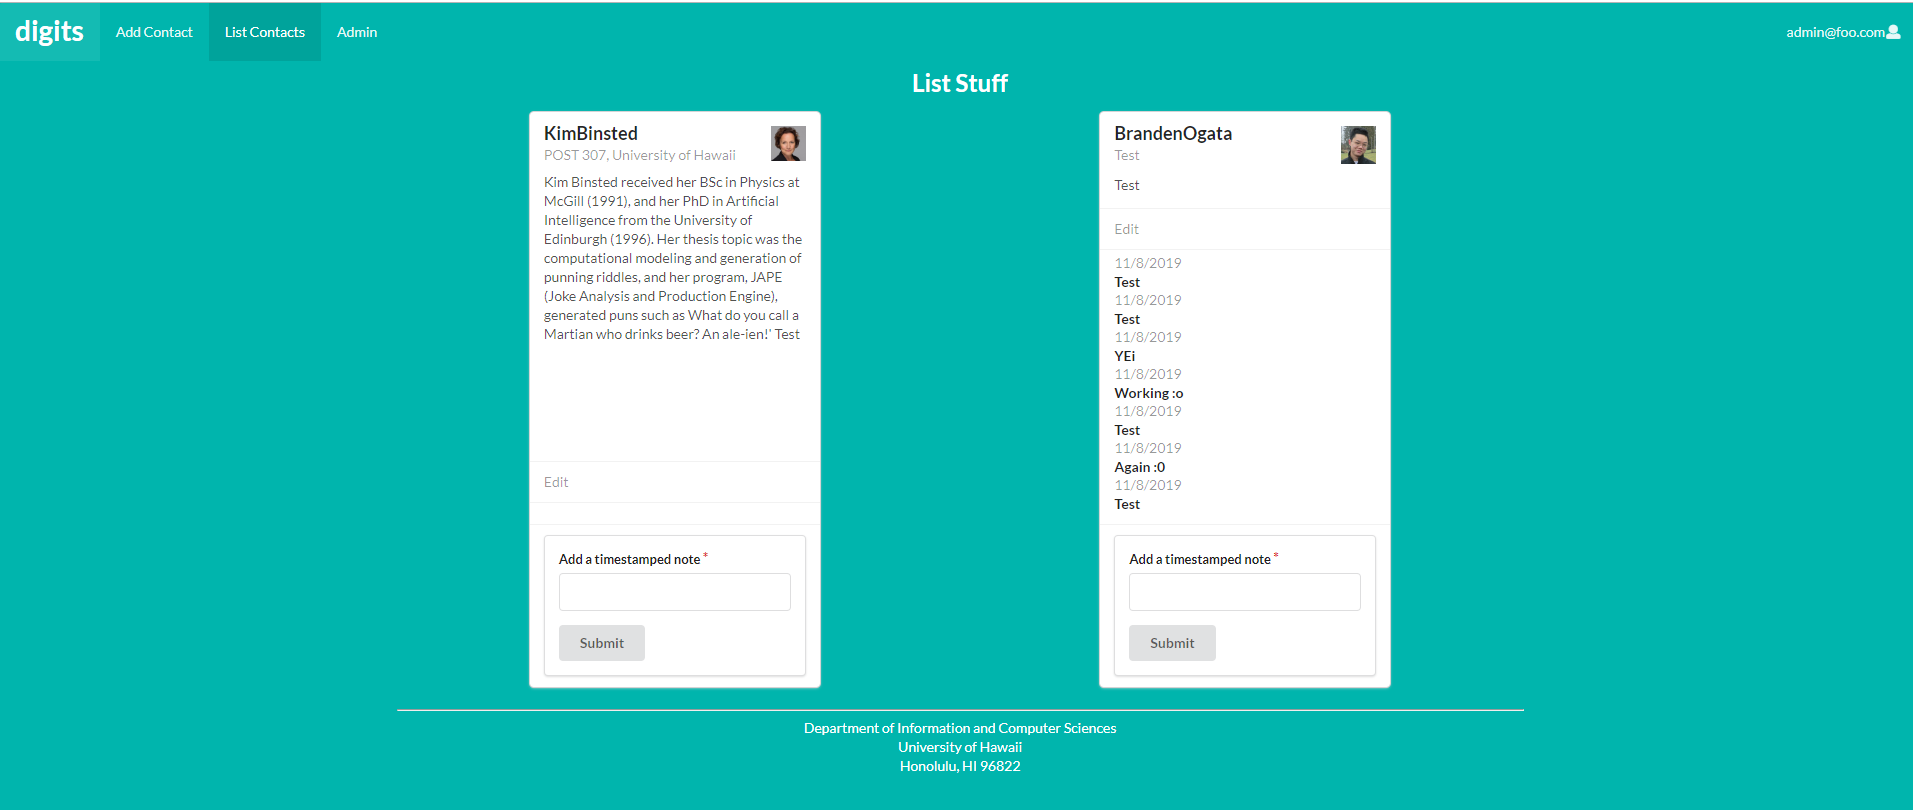 digits
Add Contact
List Contacts
Admin
admin@foo.com
List Stuff
KimBinsted
POST 307, University of Hawaii
Kim Binsted received her BSc in Physics at
McGill (1991), and her PhD in Artificial
Intelligence from the University of
Edinburgh (1996). Her thesis topic was the
computational modeling and generation of
punning riddles, and her program, JAPE
(Joke Analysis and Production Engine),
generated puns such as What do you call a
Martian who drinks beer? An ale-ien!' Test
Edit
Add a timestamped note *
Submit
BrandenOgata
Test
Test
Edit
11/8/2019
Test
11/8/2019
Test
11/8/2019
YEi
11/8/2019
Working :o
11/8/2019
Test
11/8/2019
Again :0
11/8/2019
Test
Add a timestamped note *
Submit
Department of Information and Computer Sciences
University of Hawaii
Honolulu, HI 96822